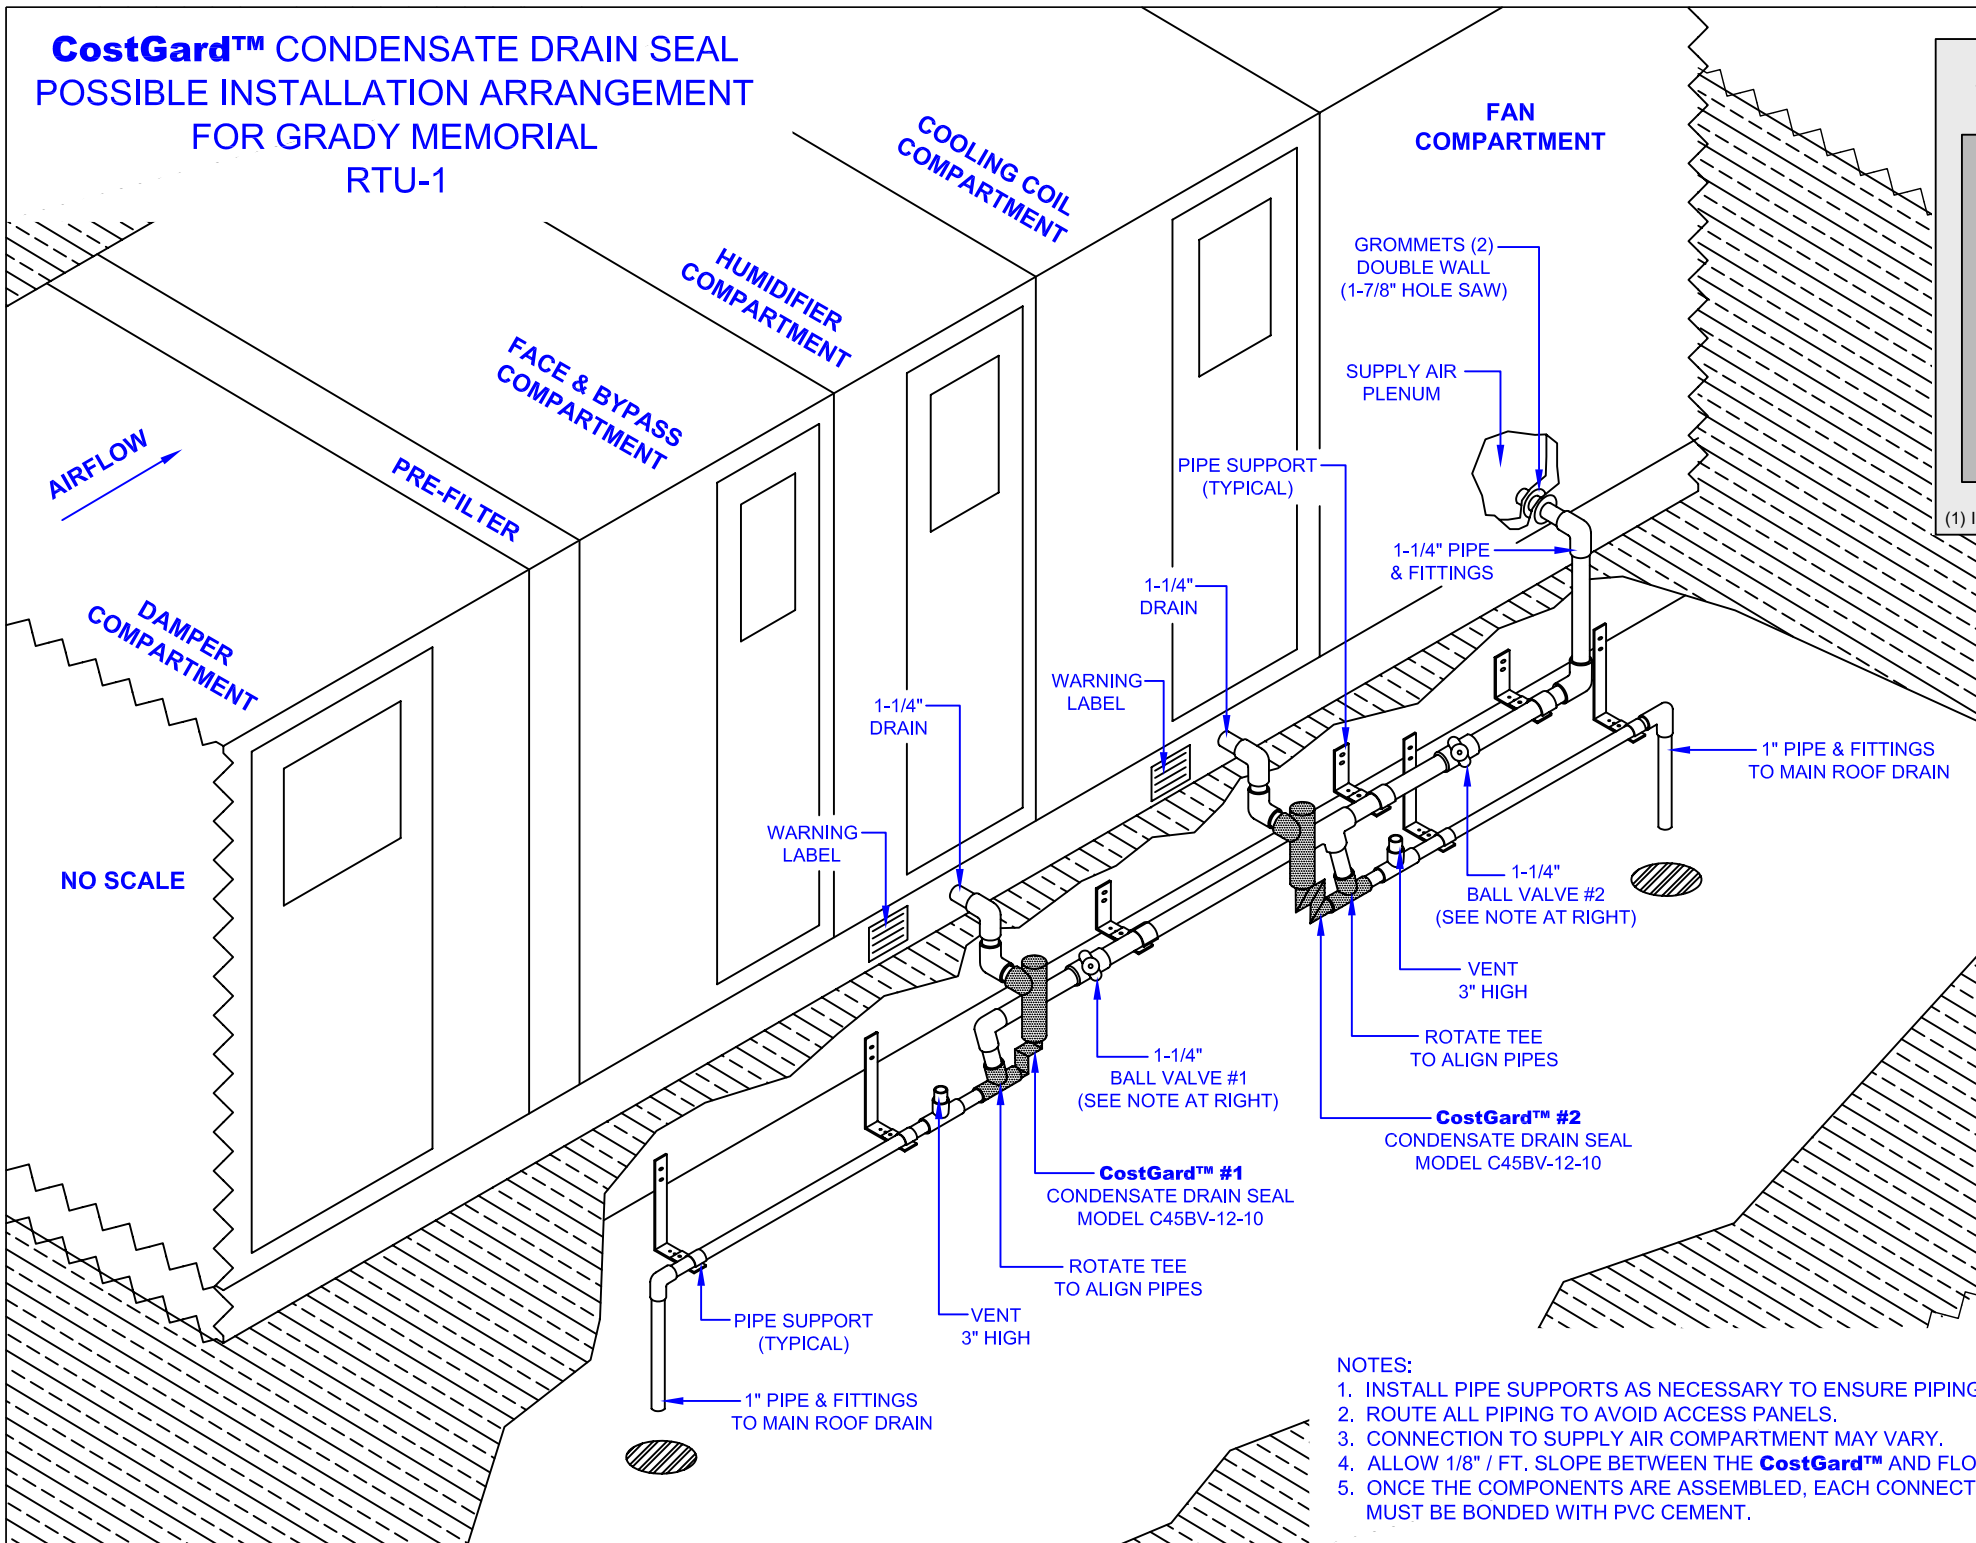 CostGard™ CONDENSATE DRAIN SEAL
POSSIBLE INSTALLATION ARRANGEMENT
FOR GRADY MEMORIAL
RTU-1
COOLING COIL
COMPARTMENT
FAN
COMPARTMENT
HUMIDIFIER
COMPARTMENT
FACE & BYPASS
COMPARTMENT
AIRFLOW
PRE-FILTER
DAMPER
COMPARTMENT
NO SCALE
GROMMETS (2)
DOUBLE WALL
(1-7/8" HOLE SAW)
SUPPLY AIR
PLENUM
PIPE SUPPORT
(TYPICAL)
1-1/4" PIPE
& FITTINGS
(1) I
1-1/4"
DRAIN
WARNING
LABEL
1-1/4"
DRAIN
WARNING
LABEL
1" PIPE & FITTINGS
TO MAIN ROOF DRAIN
1-1/4"
BALL VALVE #2
(SEE NOTE AT RIGHT)
VENT
3" HIGH
ROTATE TEE
TO ALIGN PIPES
1-1/4"
BALL VALVE #1
(SEE NOTE AT RIGHT)
CostGard™ #2
CONDENSATE DRAIN SEAL
MODEL C45BV-12-10
CostGard™ #1
CONDENSATE DRAIN SEAL
MODEL C45BV-12-10
ROTATE TEE
TO ALIGN PIPES
PIPE SUPPORT
(TYPICAL)
VENT
3" HIGH
1" PIPE & FITTINGS
TO MAIN ROOF DRAIN
NOTES:
1. INSTALL PIPE SUPPORTS AS NECESSARY TO ENSURE PIPING
2. ROUTE ALL PIPING TO AVOID ACCESS PANELS.
3. CONNECTION TO SUPPLY AIR COMPARTMENT MAY VARY.
4. ALLOW 1/8" / FT. SLOPE BETWEEN THE CostGard™ AND FLO
5. ONCE THE COMPONENTS ARE ASSEMBLED, EACH CONNECT
MUST BE BONDED WITH PVC CEMENT.